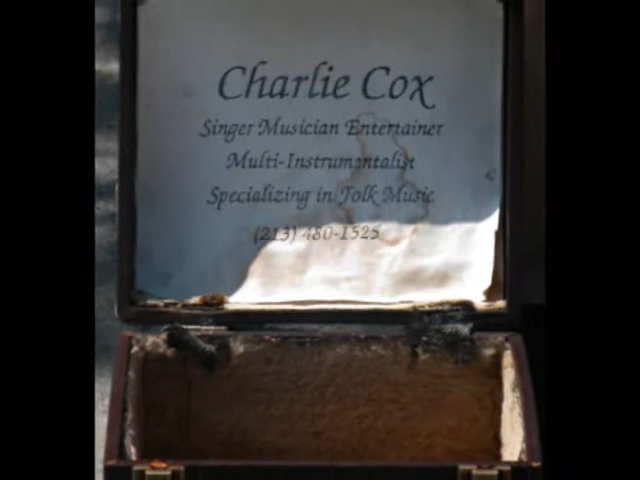 Charlie Cox
Singer Musician Entertainer
Multi-Instrumentalist
Specializing in Folk Music
(213) 480-1525